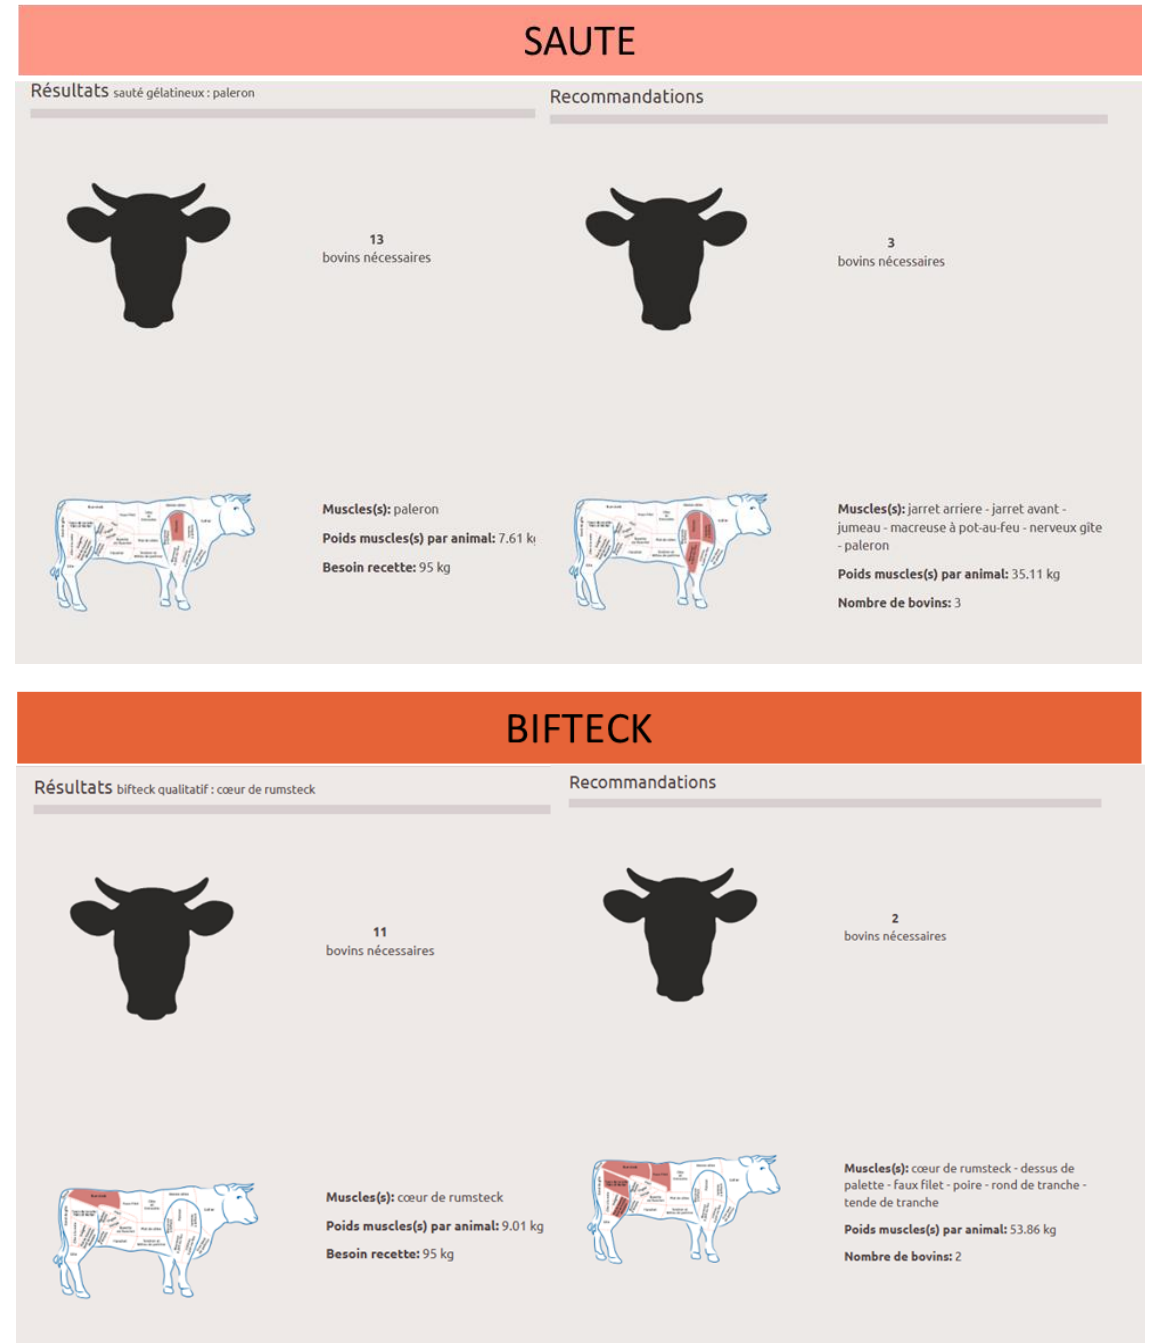 SAUTE
Résultats sauté gélatineux : paleron
Recommandations
13
bovins nécessaires
3
bovins nécessaires
Muscles(s): paleron
Poids muscles(s) par animal: 7.61 kg
Besoin recette: 95 kg
Muscles(s): jarret arriere - jarret avant -
jumeau - macreuse à pot-au-feu - nerveux gîte
- paleron
Poids muscles(s) par animal: 35.11 kg
Nombre de bovins: 3
BIFTECK
Résultats bifteck qualitatif : cœur de rumsteck
Recommandations
11
bovins nécessaires
2
bovins nécessaires
Muscles(s): cœur de rumsteck
Poids muscles(s) par animal: 9.01 kg
Besoin recette: 95 kg
Muscles(s): cœur de rumsteck - dessus de
palette - faux filet - poire - rond de tranche -
tende de tranche
Poids muscles(s) par animal: 53.86 kg
Nombre de bovins: 2